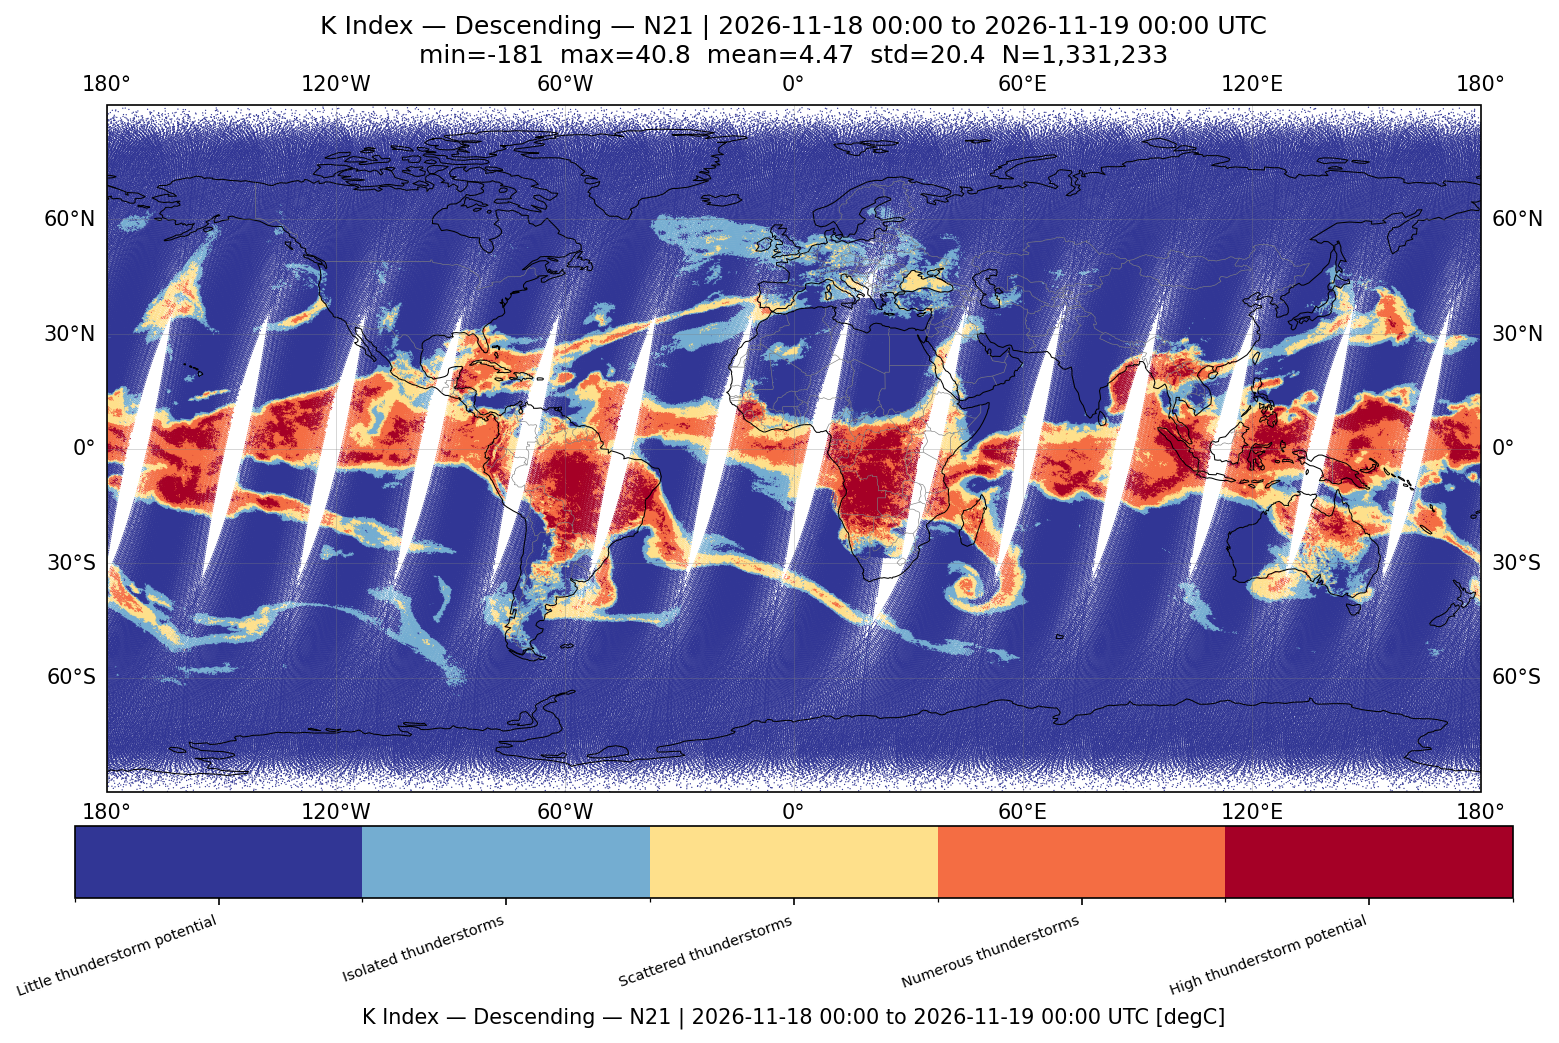 K Index — Descending — N21 | 2026-11-18 00:00 to 2026-11-19 00:00 UTC
min=-181 max=40.8 mean=4.47 std=20.4 N=1,331,233
180° 120°W 60°W 0° 60°E 120°E 180°
60°N 60°N
30°N 30°N
0° 0°
30°S 30°S
60°S 60°S
180° 120°W 60°W 0° 60°E 120°E 180°
Little thunderstorm potential Isolated thunderstorms Scattered thunderstorms Numerous thunderstorms High thunderstorm potential
K Index — Descending — N21 | 2026-11-18 00:00 to 2026-11-19 00:00 UTC [degC]